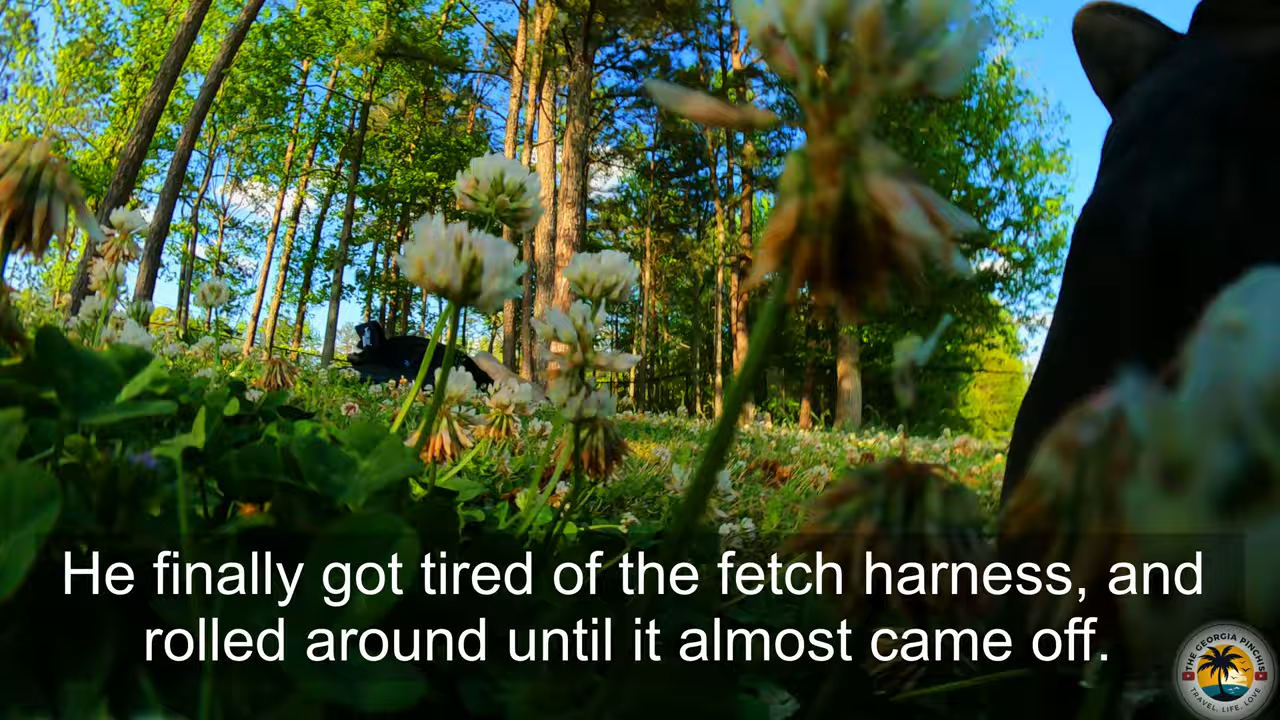 He finally got tired of the fetch harness, and
rolled around until it almost came off.
THE GEORGIA PINCHIS
TRAVEL. LIFE. LOVE